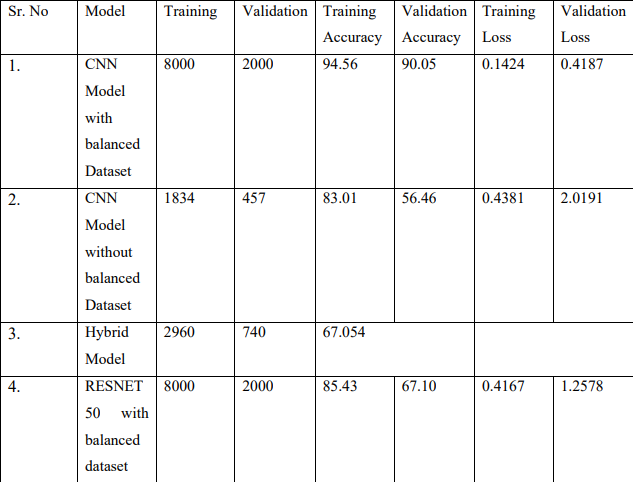 Sr. No Model Training Validation Training Accuracy Validation Accuracy Training Loss Validation Loss
1. CNN Model with balanced Dataset 8000 2000 94.56 90.05 0.1424 0.4187
2. CNN Model without balanced Dataset 1834 457 83.01 56.46 0.4381 2.0191
3. Hybrid Model 2960 740 67.054
4. RESNET 50 with balanced dataset 8000 2000 85.43 67.10 0.4167 1.2578